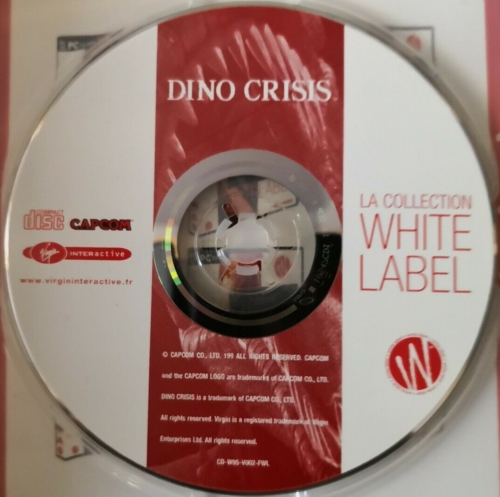 DINO CRISIS
disc
CAPCOM
Virgin INTERactive
www.virgininteractive.fr
LA COLLECTION
WHITE
LABEL
W
© CAPCOM CO., LTD. 199 ALL RIGHTS RESERVED. CAPCOM
and the CAPCOM LOGO are trademarks of CAPCOM CO., LTD.
DINO CRISIS is a trademark of CAPCOM CO., LTD.
All rights reserved. Virgin is a registered trademark of Virgin
Enterprises Ltd. All rights reserved.
CD-W95-V002-FWL